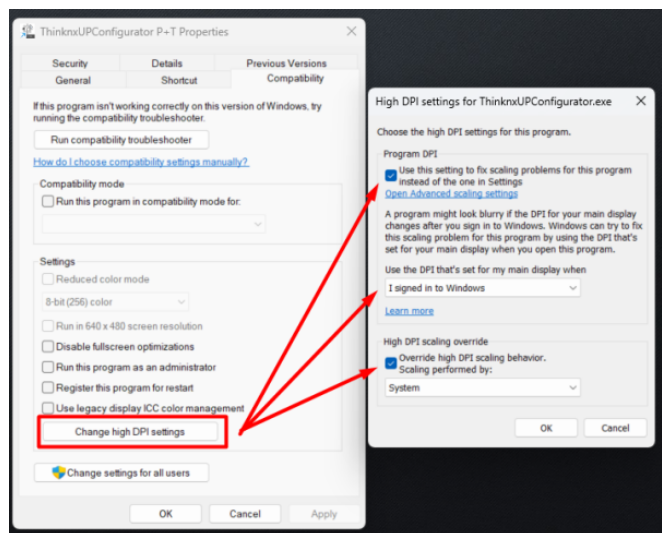 ThinknxUPConfigurator P+T Properties
Security Details Previous Versions
General Shortcut Compatibility
If this program isn't working correctly on this version of Windows, try
running the compatibility troubleshooter.
Run compatibility troubleshooter
How do I choose compatibility settings manually?
Compatibility mode
Run this program in compatibility mode for:
Settings
Reduced color mode
8-bit (256) color
Run in 640 x 480 screen resolution
Disable fullscreen optimizations
Run this program as an administrator
Register this program for restart
Use legacy display ICC color management
Change high DPI settings
Change settings for all users
OK Cancel Apply
High DPI settings for ThinknxUPConfigurator.exe
Choose the high DPI settings for this program.
Program DPI
Use this setting to fix scaling problems for this program
instead of the one in Settings
Open Advanced scaling settings
A program might look blurry if the DPI for your main display
changes after you sign in to Windows. Windows can try to fix
this scaling problem for this program by using the DPI that's
set for your main display when you open this program.
Use the DPI that's set for my main display when
I signed in to Windows
Learn more
High DPI scaling override
Override high DPI scaling behavior.
Scaling performed by:
System
OK Cancel